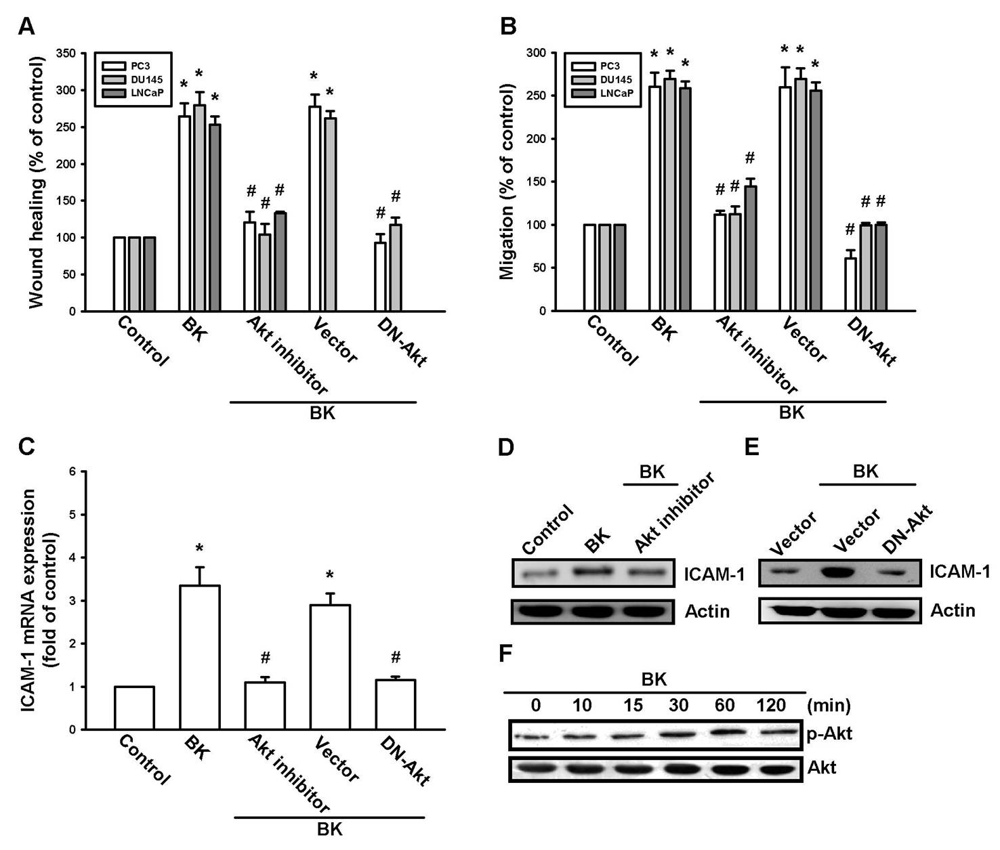 A
Wound healing (% of control)
350
300
250
200
150
100
50
0
PC3
DU145
LNCaP
* * * # # # * * # #
Control BK Akt inhibitor Vector DN-Akt
BK
B
Migation (% of control)
300
250
200
150
100
50
0
PC3
DU145
LNCaP
* * * # # # * * * # # #
Control BK Akt inhibitor Vector DN-Akt
BK
C
ICAM-1 mRNA expression
(fold of control)
6
5
4
3
2
1
0
* # * #
Control BK Akt inhibitor Vector DN-Akt
BK
D
BK
Control BK Akt inhibitor
ICAM-1
Actin
E
BK
Vector Vector DN-Akt
ICAM-1
Actin
F
BK
0 10 15 30 60 120 (min)
p-Akt
Akt